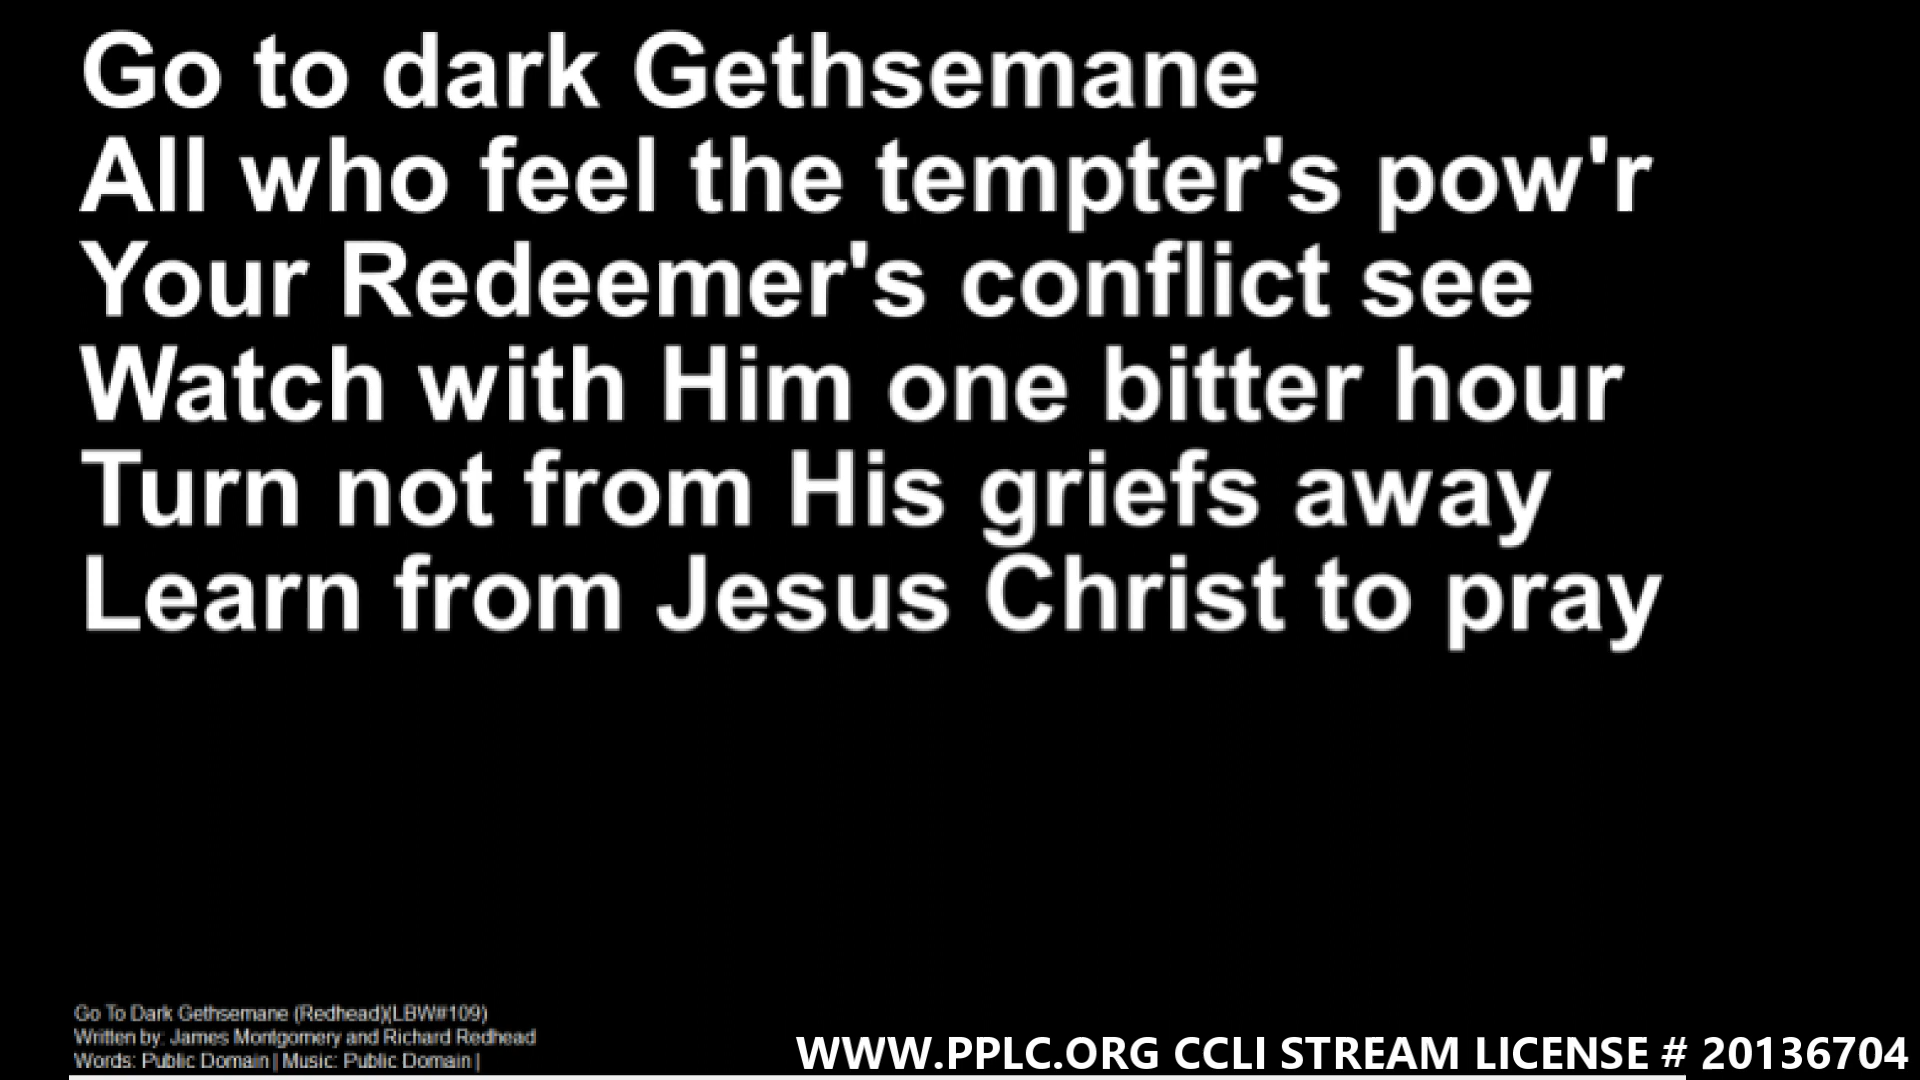 Go to dark Gethsemane
All who feel the tempter's pow'r
Your Redeemer's conflict see
Watch with Him one bitter hour
Turn not from His griefs away
Learn from Jesus Christ to pray
Go To Dark Gethsemane (Redhead)(LBW#109)
Written by: James Montgomery and Richard Redhead
Words: Public Domain | Music: Public Domain |
WWW.PPLC.ORG CCLI STREAM LICENSE # 20136704